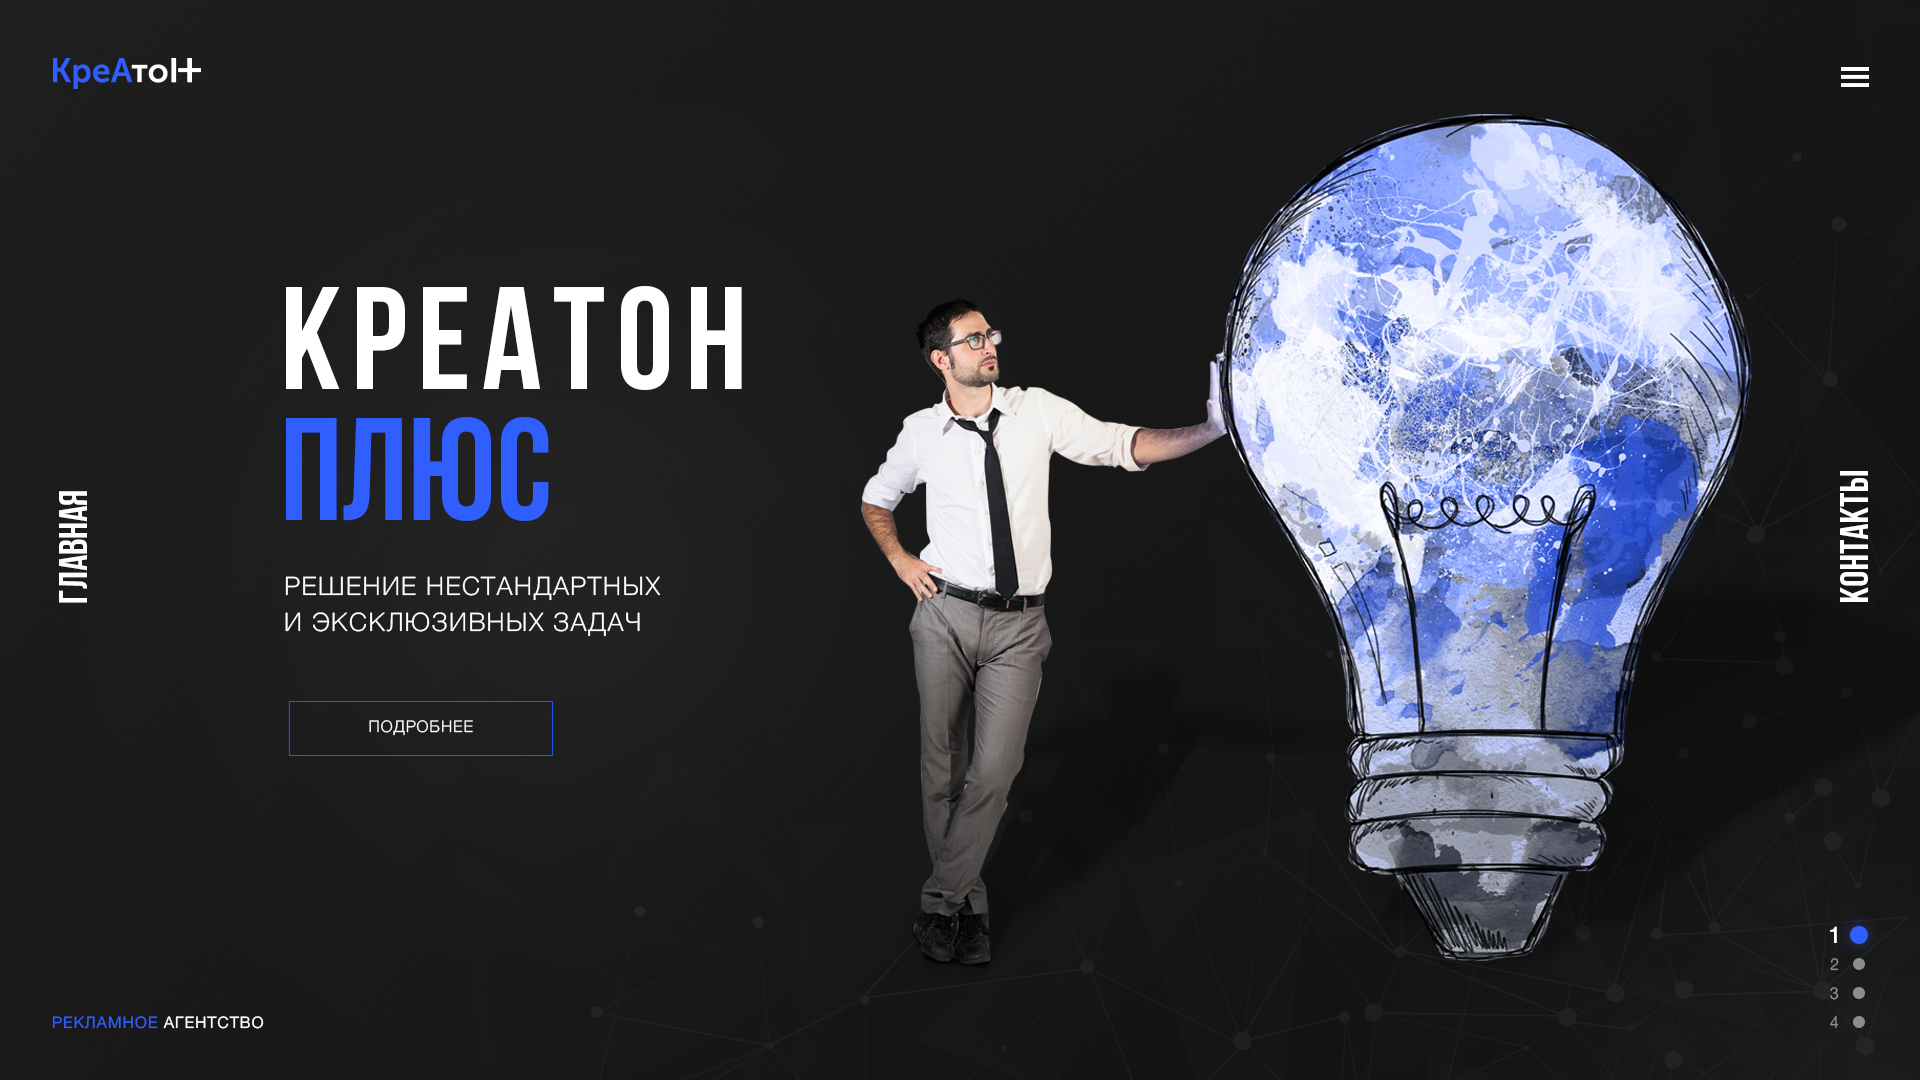 КреАтоН
КРЕАТОН
ПЛЮС
РЕШЕНИЕ НЕСТАНДАРТНЫХ
И ЭКСКЛЮЗИВНЫХ ЗАДАЧ
ПОДРОБНЕЕ
ГЛАВНАЯ
КОНТАКТЫ
1
2
3
4
РЕКЛАМНОЕ АГЕНТСТВО